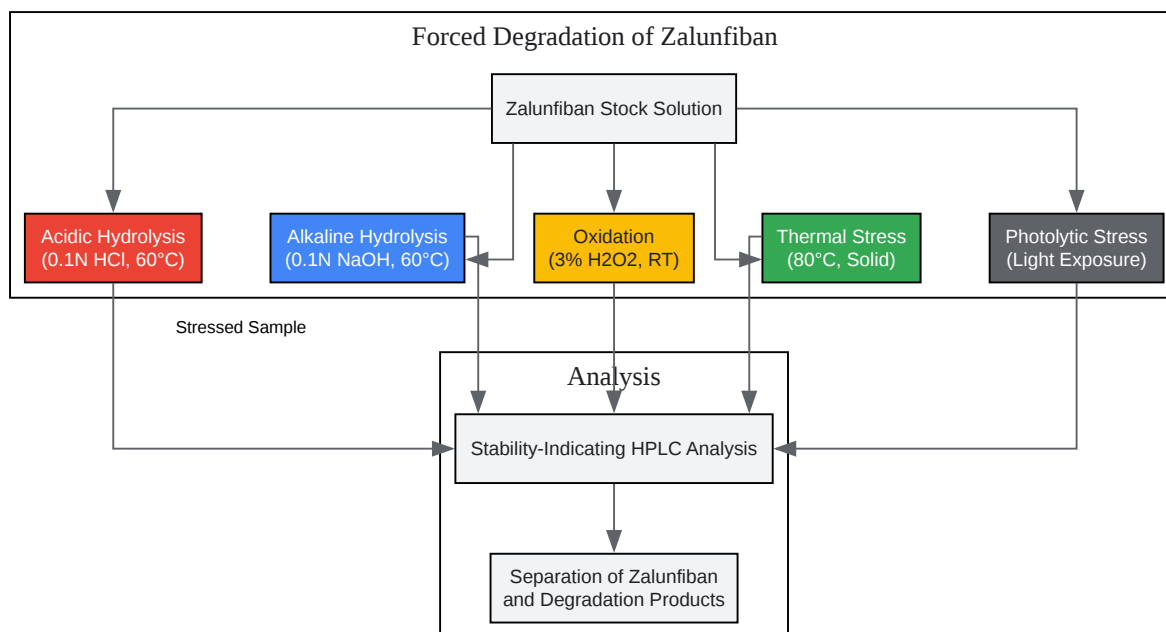 Forced Degradation of Zalunfiban
Zalunfiban Stock Solution
Acidic Hydrolysis
(0.1N HCl, 60°C)
Alkaline Hydrolysis
(0.1N NaOH, 60°C)
Oxidation
(3% H2O2, RT)
Thermal Stress
(80°C, Solid)
Photolytic Stress
(Light Exposure)
Stressed Sample
Analysis
Stability-Indicating HPLC Analysis
Separation of Zalunfiban
and Degradation Products